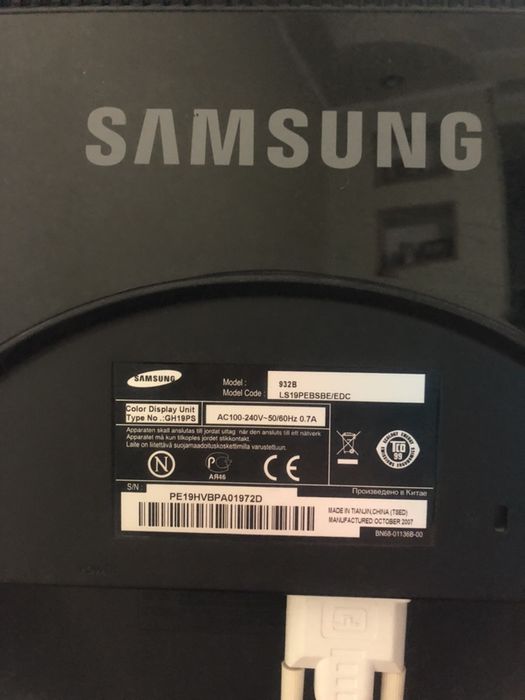 SAMSUNG
SAMSUNG
Model : 932B
Model Code : LS19PEBSBE/EDC
Color Display Unit
Type No .:GH19PS
AC100-240V~50/60Hz 0.7A
Apparaten skall anslutas till jordat uttag när den ansluts till ett nätverk
Apparatet må kun tilkoples jordet stikkontakt.
Laite on liitettävä suojamaadoituskoskettimilla varustettuun.
N
РС
АЯ46
CE
TCO
99
S/N
PE19HVBPA01972D
Произведено в Китае
MADE IN TIANJIN,CHINA (TSED)
MANUFACTURED OCTOBER 2007
BN68-01136B-00